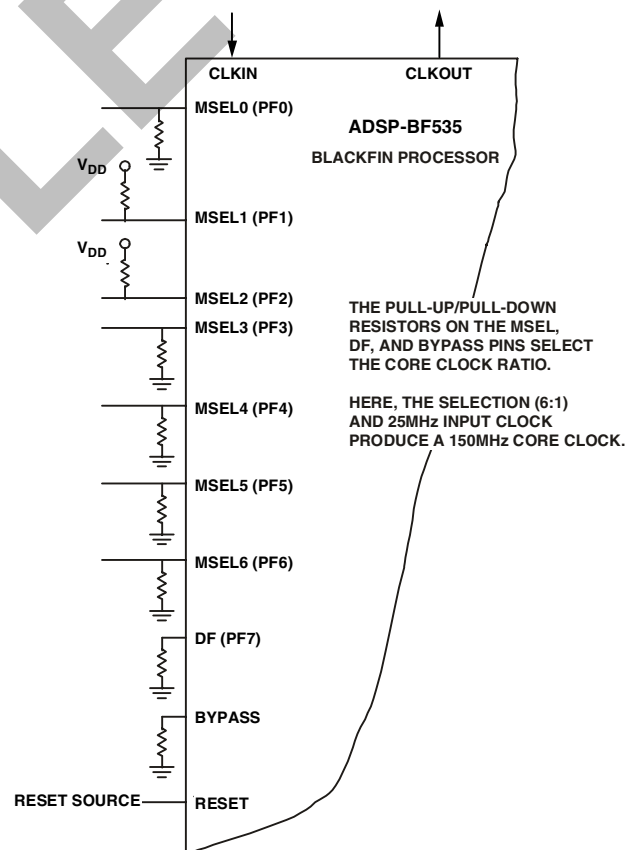 CLKIN
CLKOUT
MSEL0 (PF0)
ADSP-BF535
BLACKFIN PROCESSOR
VDD
MSEL1 (PF1)
VDD
MSEL2 (PF2)
MSEL3 (PF3)
THE PULL-UP/PULL-DOWN
RESISTORS ON THE MSEL,
DF, AND BYPASS PINS SELECT
THE CORE CLOCK RATIO.
HERE, THE SELECTION (6:1)
AND 25MHz INPUT CLOCK
PRODUCE A 150MHz CORE CLOCK.
MSEL4 (PF4)
MSEL5 (PF5)
MSEL6 (PF6)
DF (PF7)
BYPASS
RESET SOURCE
RESET